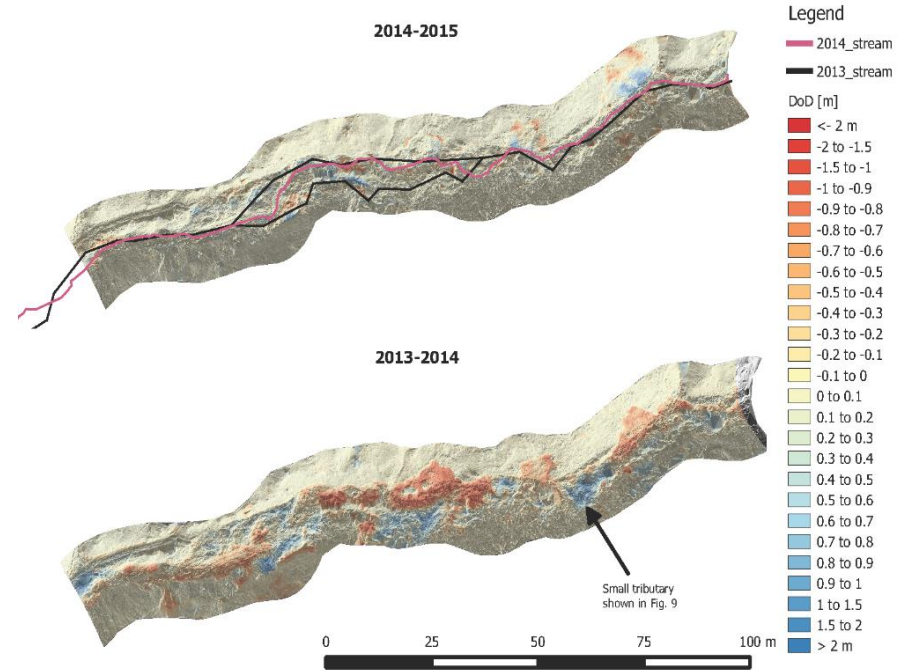 2014-2015
Legend
2014_stream
2013_stream
DoD [m]
<- 2 m
-2 to -1.5
-1.5 to -1
-1 to -0.9
-0.9 to -0.8
-0.8 to -0.7
-0.7 to -0.6
-0.6 to -0.5
-0.5 to -0.4
-0.4 to -0.3
-0.3 to -0.2
-0.2 to -0.1
-0.1 to 0
0 to 0.1
0.1 to 0.2
0.2 to 0.3
0.3 to 0.4
0.4 to 0.5
0.5 to 0.6
0.6 to 0.7
0.7 to 0.8
0.8 to 0.9
0.9 to 1
1 to 1.5
1.5 to 2
> 2 m
2013-2014
Small tributary
shown in Fig. 9
0 25 50 75 100 m